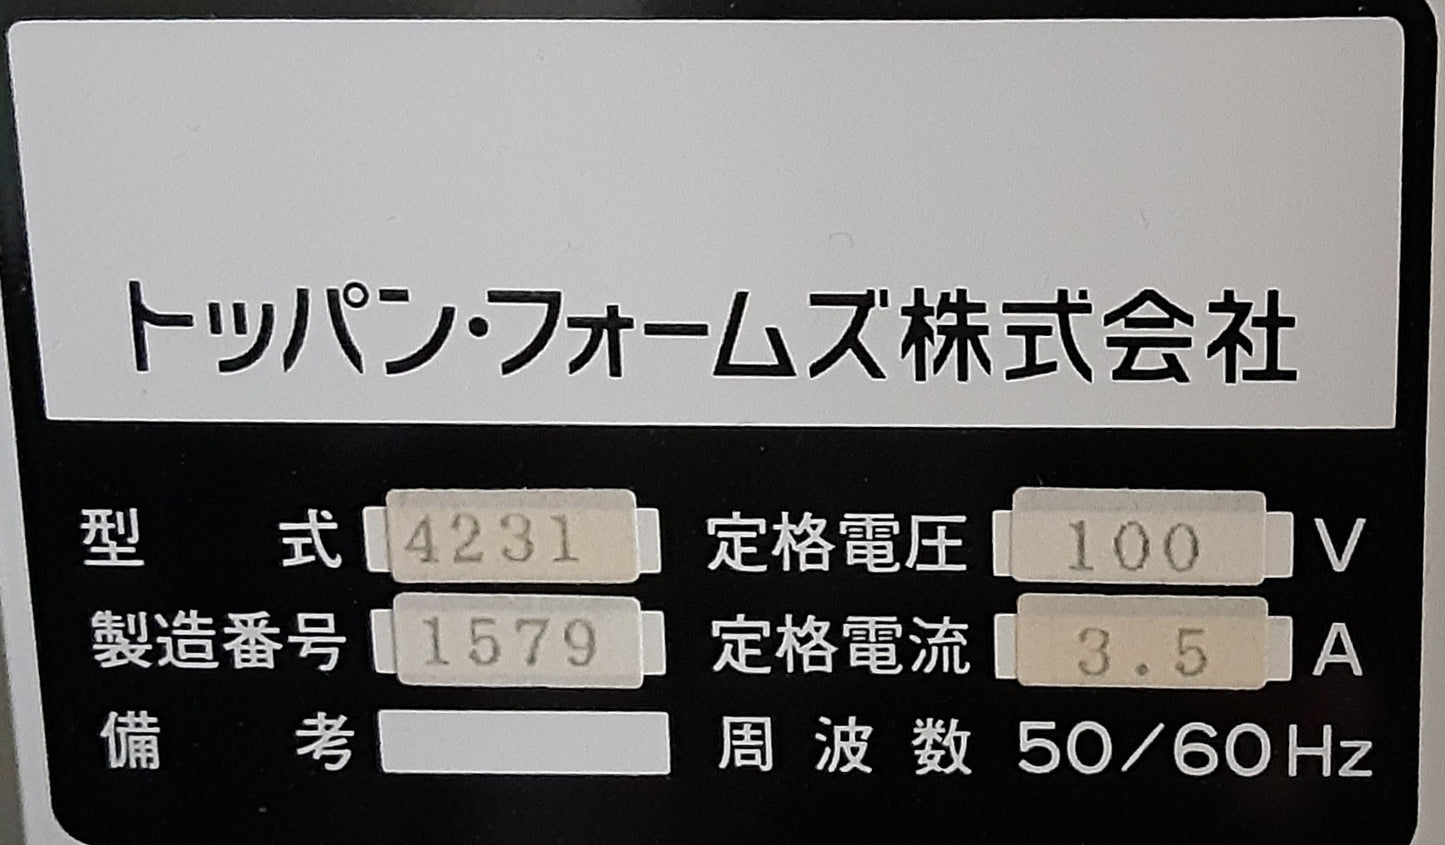 トッパン・フォームズ株式会社
型式 4231 定格電圧 100 V
製造番号 1579 定格電流 3.5 A
備考 周波数 50/60Hz